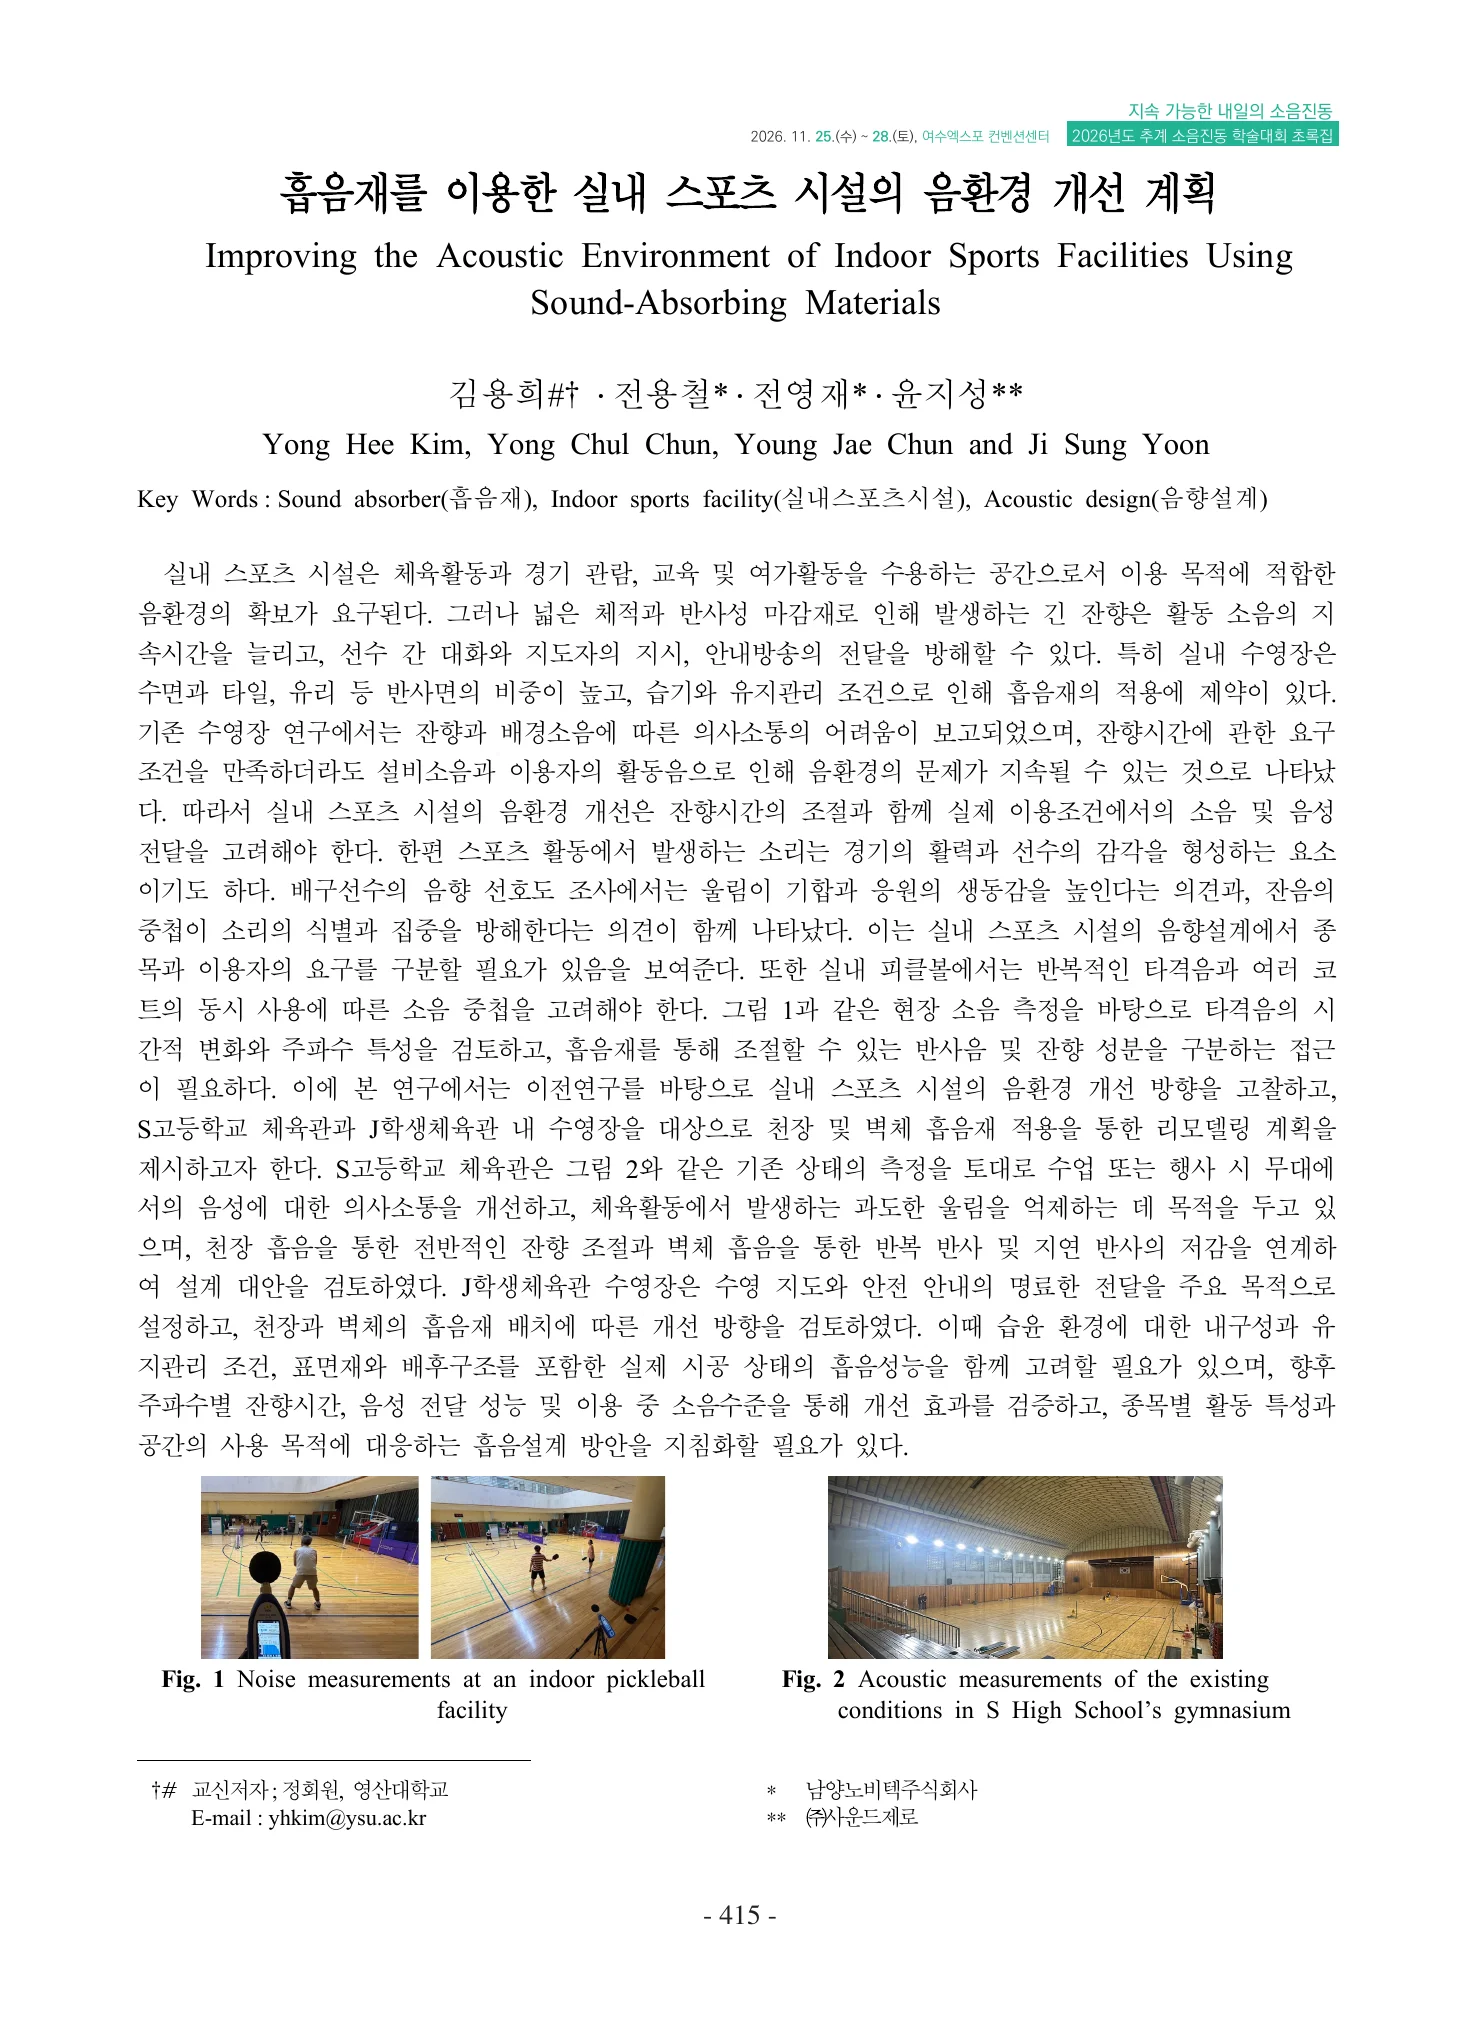 지속 가능한 내일의 소음진동
2026. 11. 25.(수) ~ 28.(토), 여수엑스포 컨벤션센터 2026년도 추계 소음진동 학술대회 초록집
흡음재를 이용한 실내 스포츠 시설의 음환경 개선 계획
Improving the Acoustic Environment of Indoor Sports Facilities Using
Sound-Absorbing Materials
김용희#† · 전용철* · 전영재* · 윤지성**
Yong Hee Kim, Yong Chul Chun, Young Jae Chun and Ji Sung Yoon
Key Words : Sound absorber(흡음재), Indoor sports facility(실내스포츠시설), Acoustic design(음향설계)
실내 스포츠 시설은 체육활동과 경기 관람, 교육 및 여가활동을 수용하는 공간으로서 이용 목적에 적합한
음환경의 확보가 요구된다. 그러나 넓은 체적과 반사성 마감재로 인해 발생하는 긴 잔향은 활동 소음의 지
속시간을 늘리고, 선수 간 대화와 지도자의 지시, 안내방송의 전달을 방해할 수 있다. 특히 실내 수영장은
수면과 타일, 유리 등 반사면의 비중이 높고, 습기와 유지관리 조건으로 인해 흡음재의 적용에 제약이 있다.
기존 수영장 연구에서는 잔향과 배경소음에 따른 의사소통의 어려움이 보고되었으며, 잔향시간에 관한 요구
조건을 만족하더라도 설비소음과 이용자의 활동음으로 인해 음환경의 문제가 지속될 수 있는 것으로 나타났
다. 따라서 실내 스포츠 시설의 음환경 개선은 잔향시간의 조절과 함께 실제 이용조건에서의 소음 및 음성
전달을 고려해야 한다. 한편 스포츠 활동에서 발생하는 소리는 경기의 활력과 선수의 감각을 형성하는 요소
이기도 하다. 배구선수의 음향 선호도 조사에서는 울림이 기합과 응원의 생동감을 높인다는 의견과, 잔음의
중첩이 소리의 식별과 집중을 방해한다는 의견이 함께 나타났다. 이는 실내 스포츠 시설의 음향설계에서 종
목과 이용자의 요구를 구분할 필요가 있음을 보여준다. 또한 실내 피클볼에서는 반복적인 타격음과 여러 코
트의 동시 사용에 따른 소음 중첩을 고려해야 한다. 그림 1과 같은 현장 소음 측정을 바탕으로 타격음의 시
간적 변화와 주파수 특성을 검토하고, 흡음재를 통해 조절할 수 있는 반사음 및 잔향 성분을 구분하는 접근
이 필요하다. 이에 본 연구에서는 이전연구를 바탕으로 실내 스포츠 시설의 음환경 개선 방향을 고찰하고,
S고등학교 체육관과 J학생체육관 내 수영장을 대상으로 천장 및 벽체 흡음재 적용을 통한 리모델링 계획을
제시하고자 한다. S고등학교 체육관은 그림 2와 같은 기존 상태의 측정을 토대로 수업 또는 행사 시 무대에
서의 음성에 대한 의사소통을 개선하고, 체육활동에서 발생하는 과도한 울림을 억제하는 데 목적을 두고 있
으며, 천장 흡음을 통한 전반적인 잔향 조절과 벽체 흡음을 통한 반복 반사 및 지연 반사의 저감을 연계하
여 설계 대안을 검토하였다. J학생체육관 수영장은 수영 지도와 안전 안내의 명료한 전달을 주요 목적으로
설정하고, 천장과 벽체의 흡음재 배치에 따른 개선 방향을 검토하였다. 이때 습윤 환경에 대한 내구성과 유
지관리 조건, 표면재와 배후구조를 포함한 실제 시공 상태의 흡음성능을 함께 고려할 필요가 있으며, 향후
주파수별 잔향시간, 음성 전달 성능 및 이용 중 소음수준을 통해 개선 효과를 검증하고, 종목별 활동 특성과
공간의 사용 목적에 대응하는 흡음설계 방안을 지침화할 필요가 있다.
Fig. 1 Noise measurements at an indoor pickleball
facility
Fig. 2 Acoustic measurements of the existing
conditions in S High School’s gymnasium
†# 교신저자 ; 정회원, 영산대학교
E-mail : yhkim@ysu.ac.kr
* 남양노비텍주식회사
** ㈜사운드제로
- 415 -